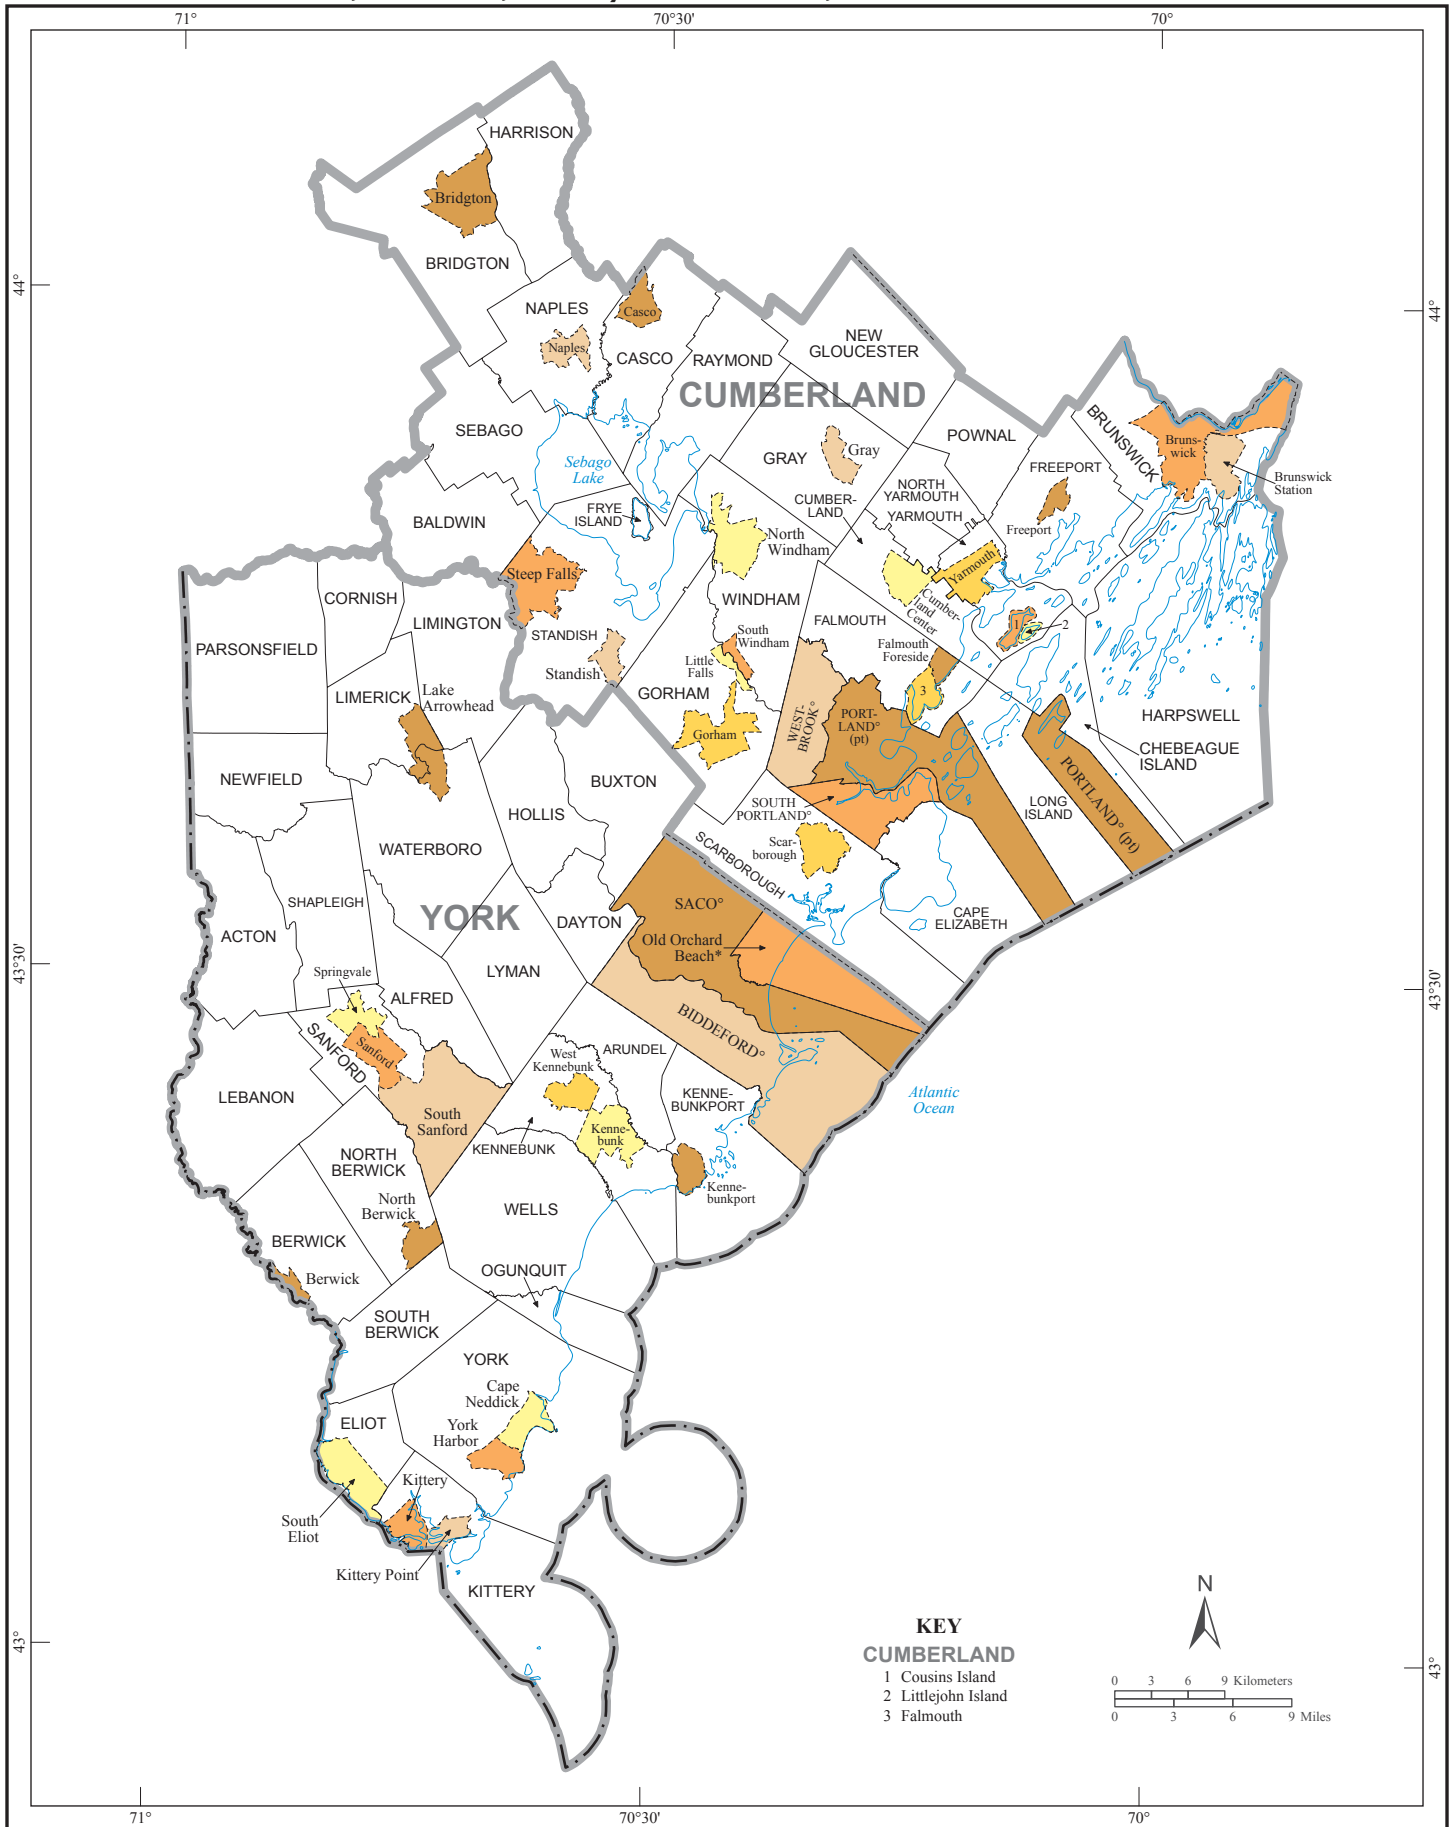 71°
70°30'
70°
HARRISON
Bridgton
BRIDGTON
44°
44°
NAPLES
Casco
Naples
CASCO
RAYMOND
NEW
GLOUCESTER
CUMBERLAND
SEBAGO
Sebago
Lake
GRAY
Gray
POWNAL
BRUNSWICK
Bruns-
wick
Brunswick
Station
FREEPORT
Freeport
NORTH
YARMOUTH
CUMBER-
LAND
YARMOUTH
Yarmouth
BALDWIN
FRYE
ISLAND
North
Windham
Steep Falls
Cumber-
land
Center
1
2
CORNISH
LIMINGTON
WINDHAM
FALMOUTH
STANDISH
Standish
South
Windham
Little
Falls
Falmouth
Foreside
3
PARSONSFIELD
LIMERICK
Lake
Arrowhead
GORHAM
Gorham
WEST-
BROOK°
PORT-
LAND°
(pt)
HARPSWELL
CHEBEAGUE
ISLAND
PORTLAND° (pt)
LONG
ISLAND
NEWFIELD
BUXTON
HOLLIS
SOUTH
PORTLAND°
Scar-
borough
SCARBOROUGH
WATERBORO
SHAPLEIGH
YORK
ACTON
DAYTON
SACO°
CAPE
ELIZABETH
Old Orchard
Beach*
43°30'
43°30'
LYMAN
Springvale
ALFRED
SANFORD
Sanford
BIDDEFORD°
ARUNDEL
West
Kennebunk
KENNE-
BUNKPORT
Atlantic
Ocean
LEBANON
South
Sanford
Kenne-
bunk
KENNEBUNK
NORTH
BERWICK
North
Berwick
Kenne-
bunkport
WELLS
BERWICK
Berwick
OGUNQUIT
SOUTH
BERWICK
YORK
Cape
Neddick
York
Harbor
ELIOT
Kittery
South
Eliot
Kittery Point
KITTERY
N
KEY
CUMBERLAND
1 Cousins Island
2 Littlejohn Island
3 Falmouth
0 3 6 9 Kilometers
0 3 6 9 Miles
43°
43°
71°
70°30'
70°